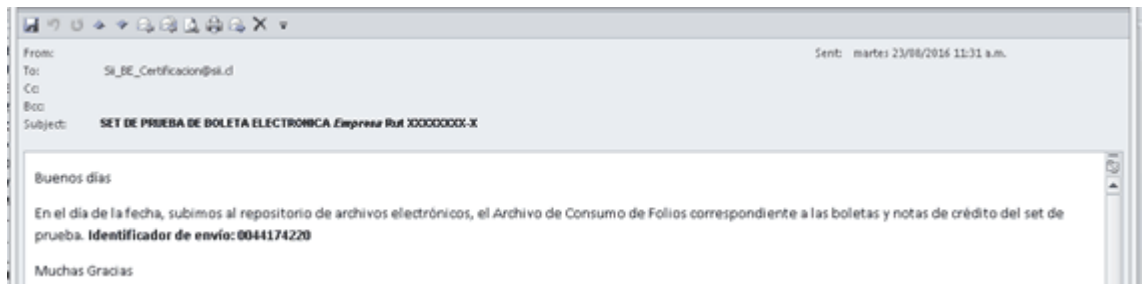 From:
Sent: martes 23/08/2016 11:31 a.m.
To: Sii_BE_Certificacion@sii.cl
Cc:
Bcc:
Subject: SET DE PRUEBA DE BOLETA ELECTRONICA Empresa Rut XXXXXXXX-X
Buenos días
En el día de la fecha, subimos al repositorio de archivos electrónicos, el Archivo de Consumo de Folios correspondiente a las boletas y notas de crédito del set de
prueba. Identificador de envío: 0044174220
Muchas Gracias